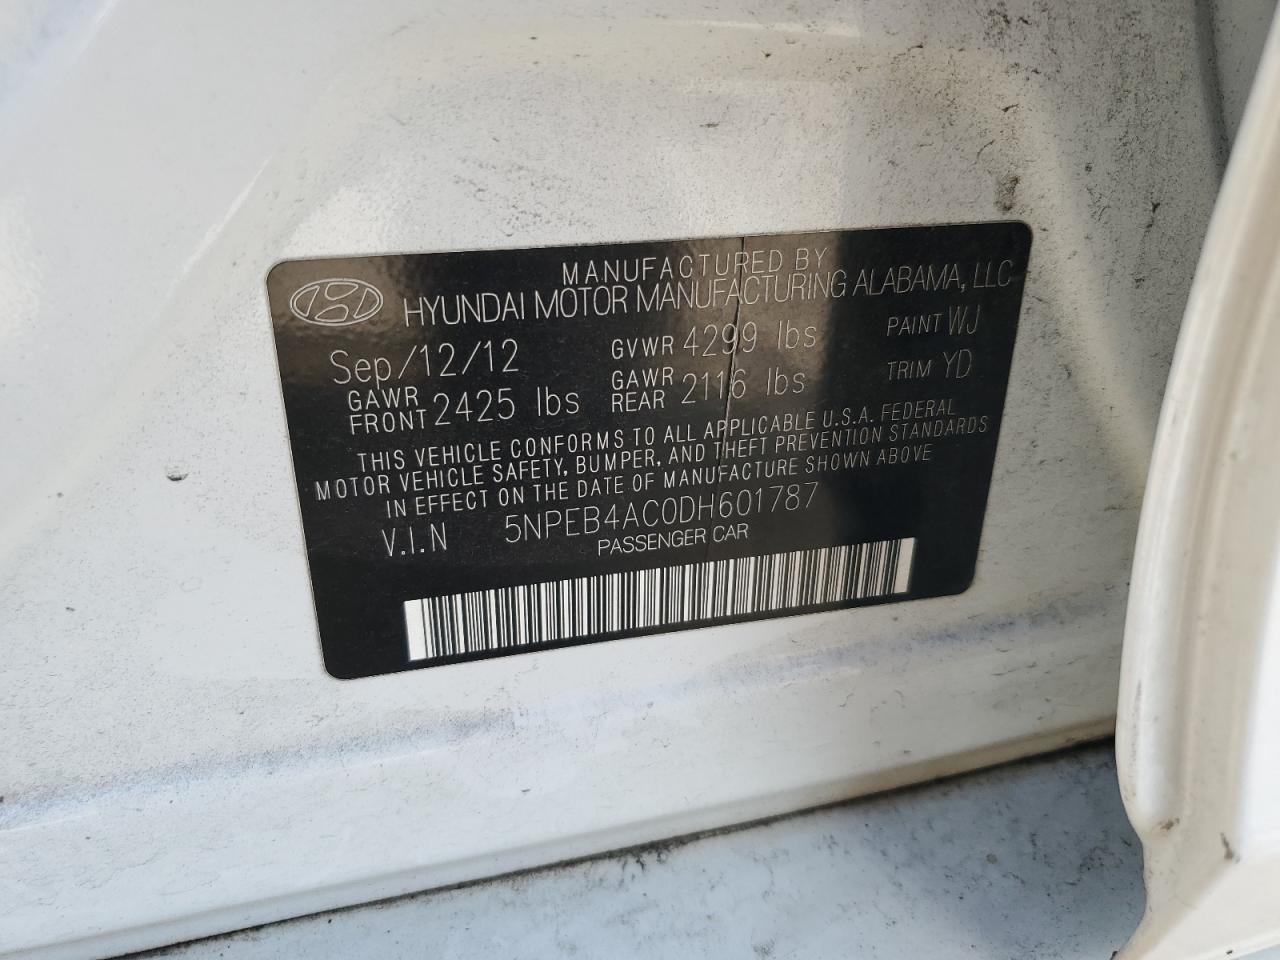 MANUFACTURED BY
HYUNDAI MOTOR MANUFACTURING ALABAMA, LLC
Sep/12/12 GVWR 4299 lbs PAINT WJ
GAWR FRONT 2425 lbs GAWR REAR 2116 lbs TRIM YD
THIS VEHICLE CONFORMS TO ALL APPLICABLE U.S.A. FEDERAL
MOTOR VEHICLE SAFETY, BUMPER, AND THEFT PREVENTION STANDARDS
IN EFFECT ON THE DATE OF MANUFACTURE SHOWN ABOVE
V.I.N 5NPEB4AC0DH601787
PASSENGER CAR